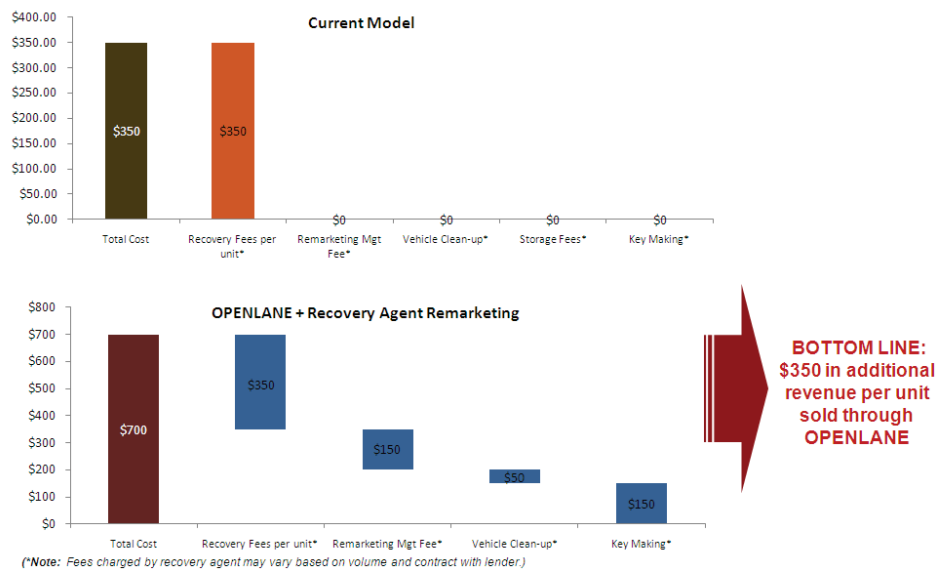 Current Model
$400.00
$350.00
$300.00
$250.00
$200.00
$150.00
$100.00
$50.00
$0.00
$350
$350
$0
$0
$0
$0
Total Cost
Recovery Fees per
unit*
Remarketing Mgt
Fee*
Vehicle Clean-up*
Storage Fees*
Key Making*
OPENLANE + Recovery Agent Remarketing
$800
$700
$600
$500
$400
$300
$200
$100
$0
$700
$350
$150
$50
$150
Total Cost
Recovery Fees per unit*
Remarketing Mgt Fee*
Vehicle Clean-up*
Key Making*
BOTTOM LINE:
$350 in additional
revenue per unit
sold through
OPENLANE
(*Note: Fees charged by recovery agent may vary based on volume and contract with lender.)